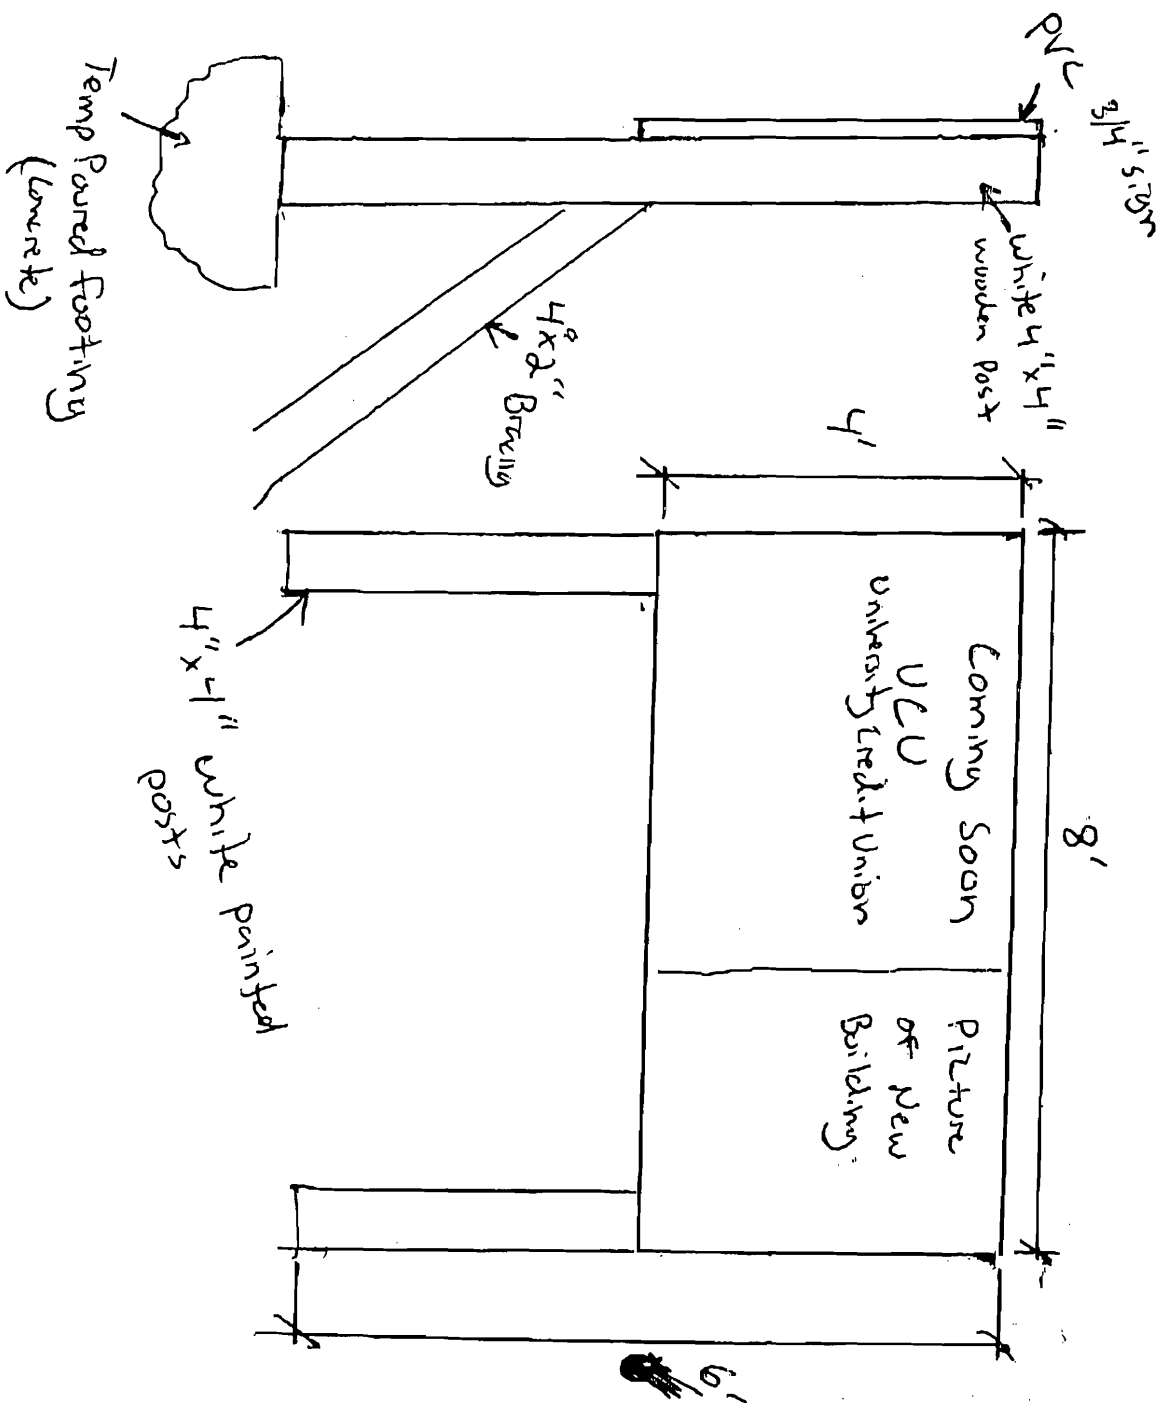 PVC
3/4" sign
White 4"x4"
wooden Post
4"x2" Bracing
Temp Poured footing
(Concrete)
4'
8'
Coming Soon
UCU
University Credit Union
Picture
of New
Building.
4"x4" white painted
posts
6'